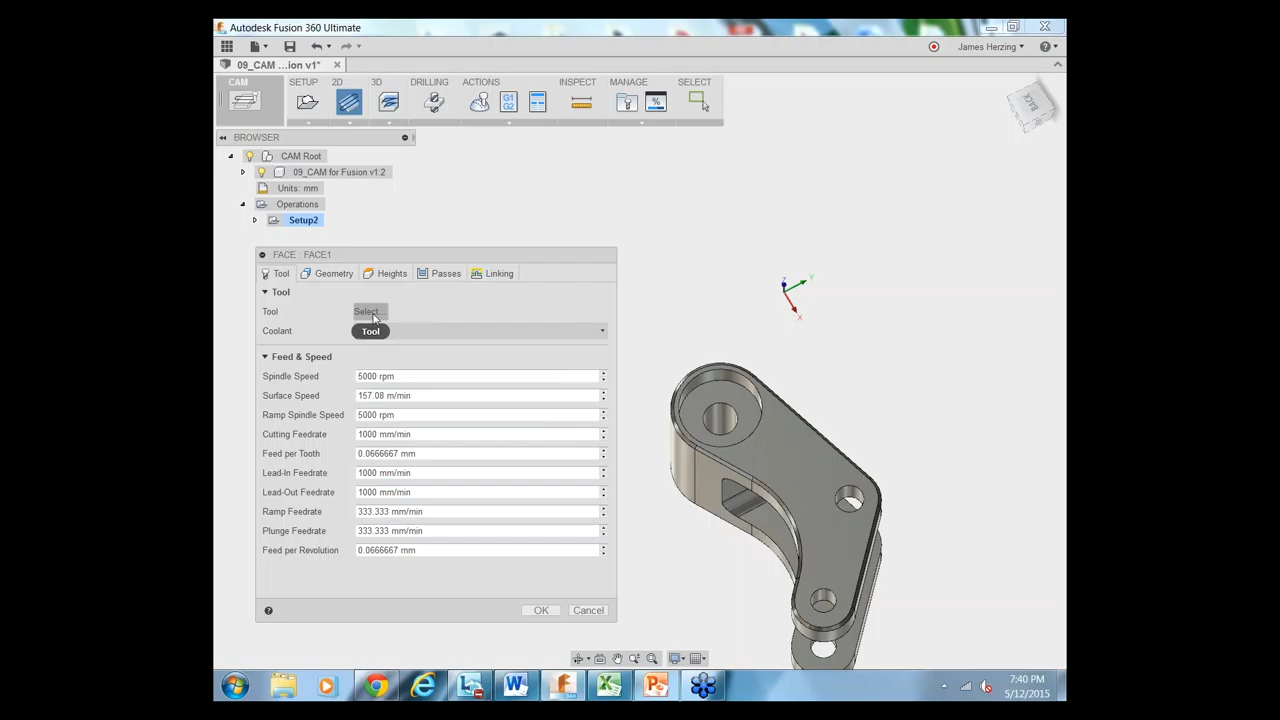 Autodesk Fusion 360 Ultimate
James Herzing
09_CAM ...ion v1*
CAM
SETUP 2D 3D DRILLING ACTIONS INSPECT MANAGE SELECT
G1
G2
BACK
BROWSER
CAM Root
09_CAM for Fusion v1:2
Units: mm
Operations
Setup2
FACE : FACE1
Tool Geometry Heights Passes Linking
Tool
Tool Select...
Coolant
Tool
Feed & Speed
Spindle Speed 5000 rpm
Surface Speed 157.08 m/min
Ramp Spindle Speed 5000 rpm
Cutting Feedrate 1000 mm/min
Feed per Tooth 0.0666667 mm
Lead-In Feedrate 1000 mm/min
Lead-Out Feedrate 1000 mm/min
Ramp Feedrate 333.333 mm/min
Plunge Feedrate 333.333 mm/min
Feed per Revolution 0.0666667 mm
OK Cancel
Z
Y
X
7:40 PM
5/12/2015